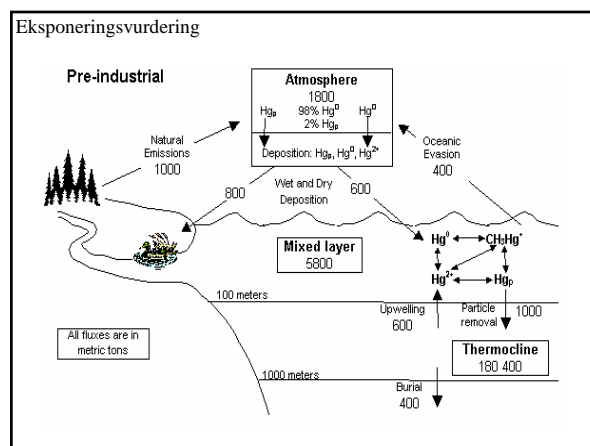 Eksponeringsvurdering
Pre-industrial
Atmosphere
1800
Hgₚ 98% Hg⁰ Hg⁰
2% Hgₚ
Deposition: Hgₚ, Hg⁰, Hg²⁺
Natural
Emissions
1000
Oceanic
Evasion
400
Wet and Dry
Deposition
800
600
Mixed layer
5800
Hg⁰ CH₃Hg⁺
Hg²⁺ Hgₚ
100 meters
Upwelling
600
Particle
removal
1000
All fluxes are in
metric tons
Thermocline
180 400
1000 meters
Burial
400